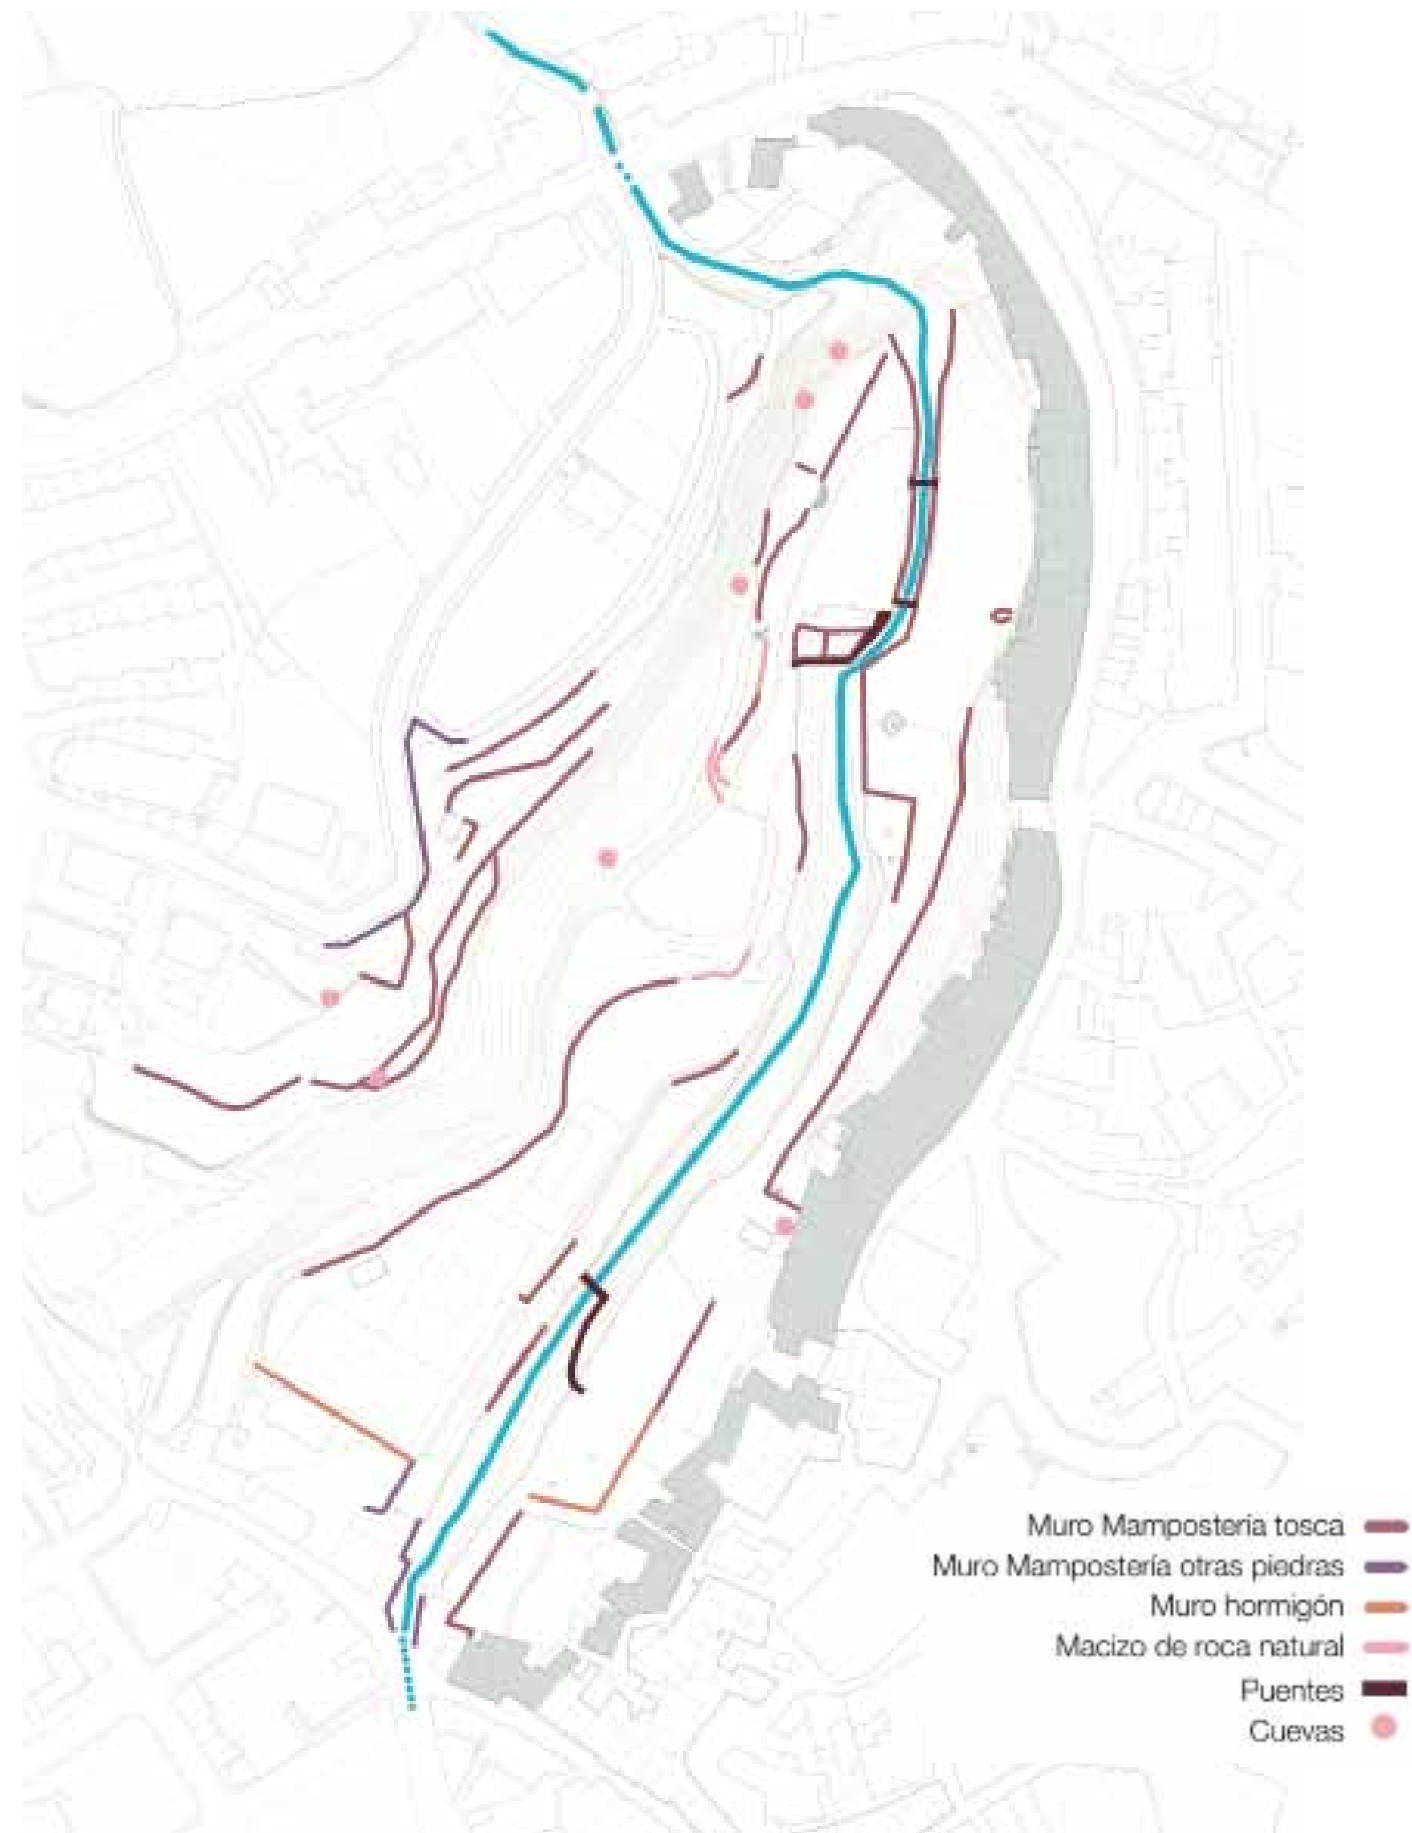 Muro Mampostería tosca
Muro Mampostería otras piedras
Muro hormigón
Macizo de roca natural
Puentes
Cuevas